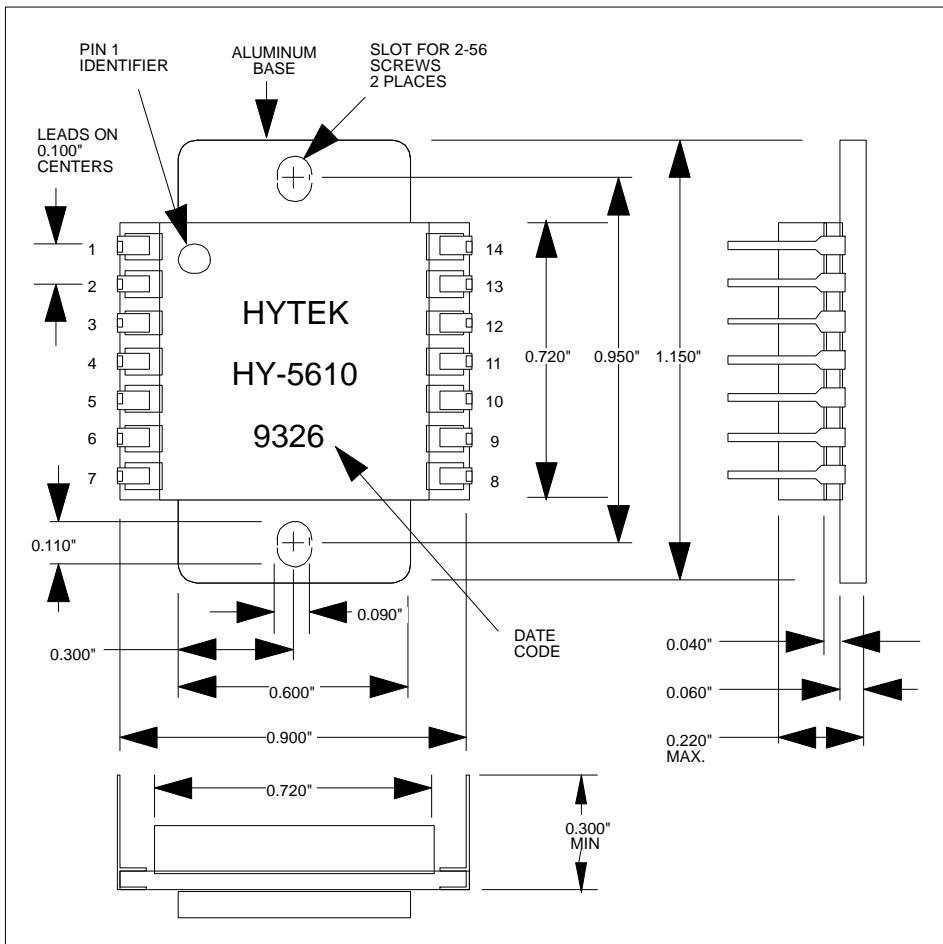 PIN 1
IDENTIFIER
ALUMINUM
BASE
SLOT FOR 2-56
SCREWS
2 PLACES
LEADS ON
0.100"
CENTERS
1
2
3
4
5
6
7
14
13
12
11
10
9
8
HYTEK
HY-5610
9326
0.720"
0.950"
1.150"
0.110"
0.090"
0.300"
0.600"
0.900"
DATE
CODE
0.040"
0.060"
0.220"
MAX.
0.720"
0.300"
MIN